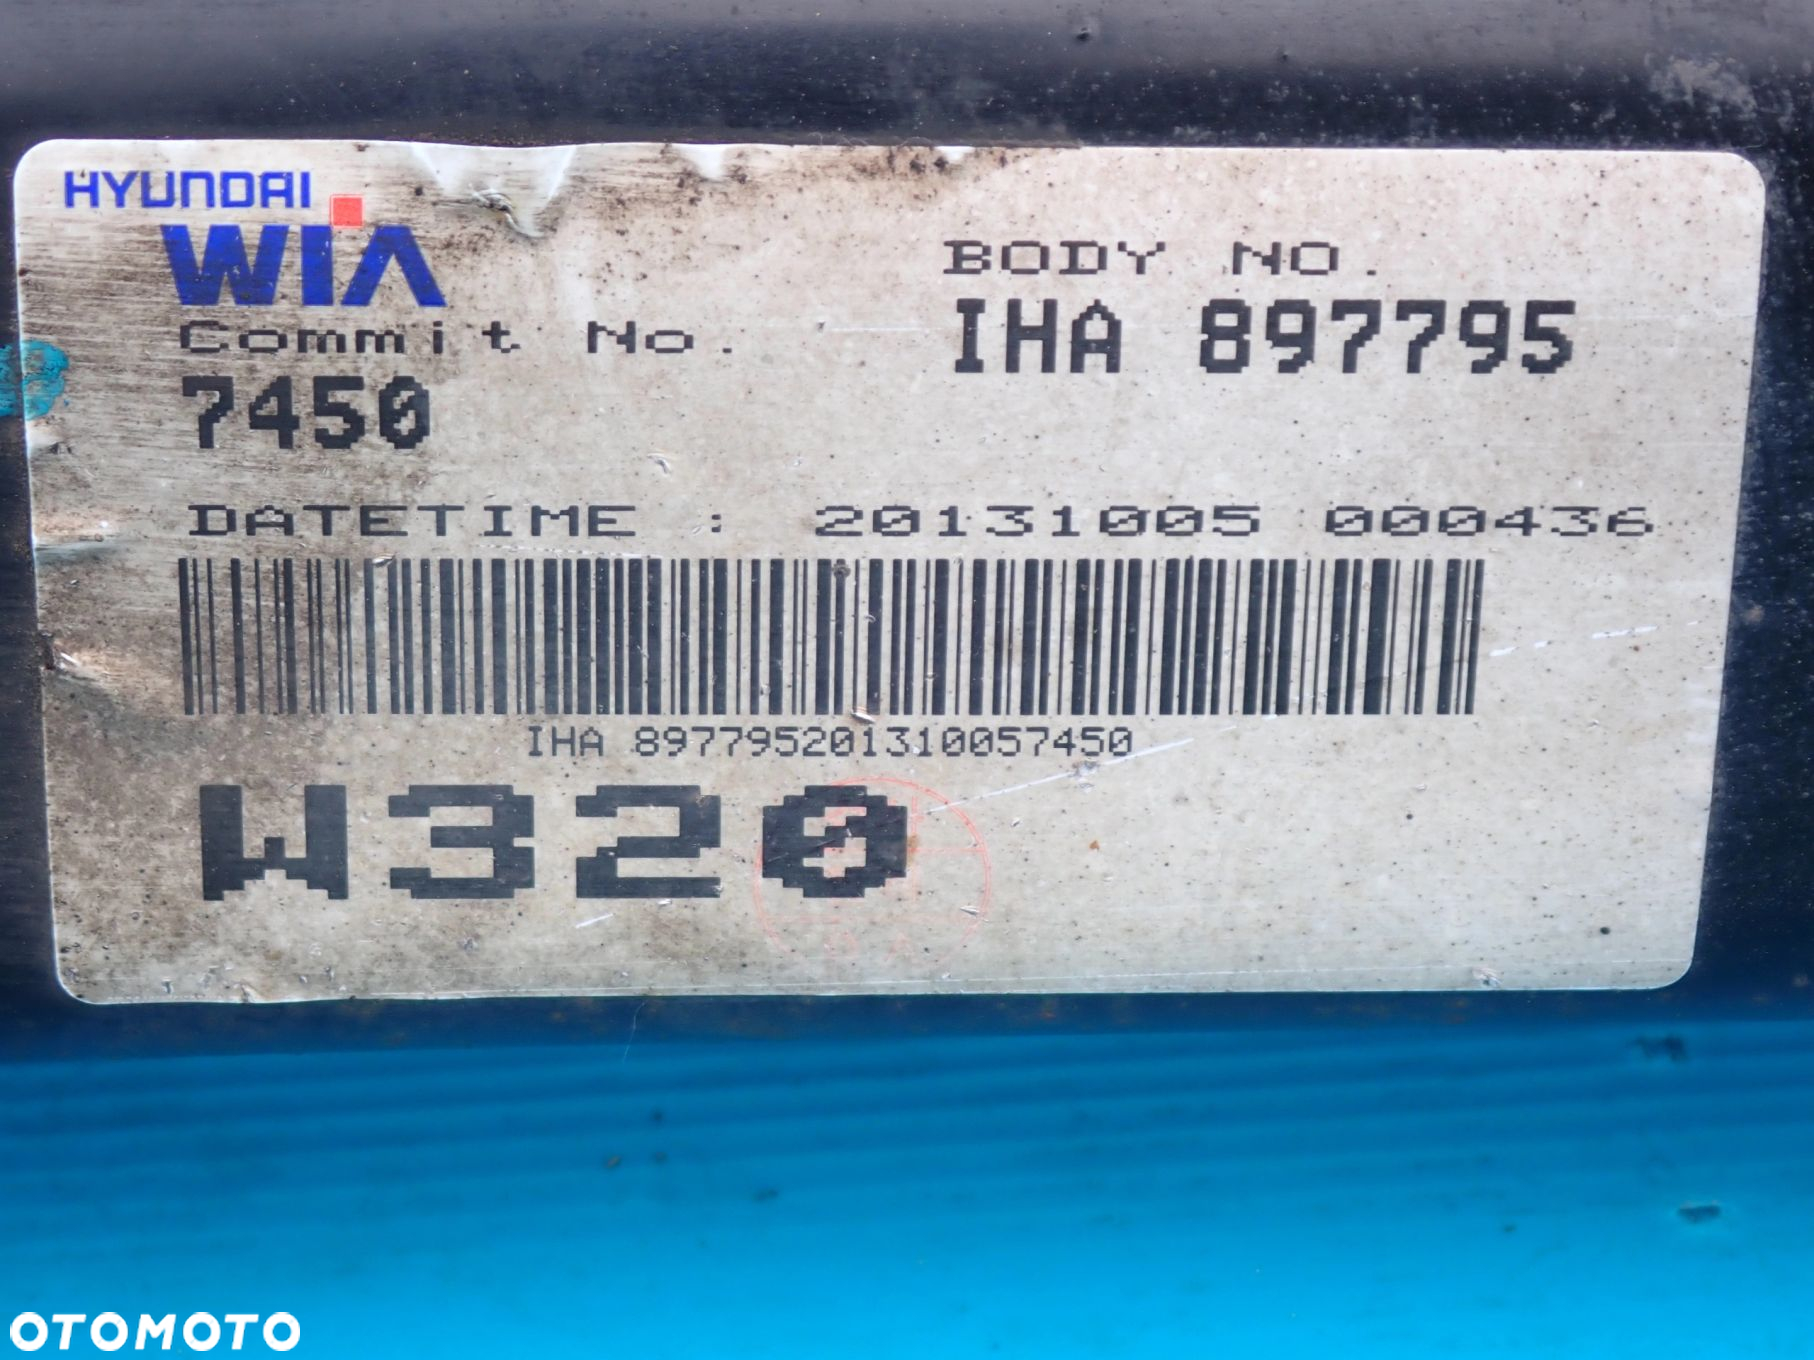 HYUNDAI
WIA
BODY NO.
Commit No.
IHA 897795
7450
DATETIME : 20131005 000436
IHA 897795201310057450
W320
OTOMOTO